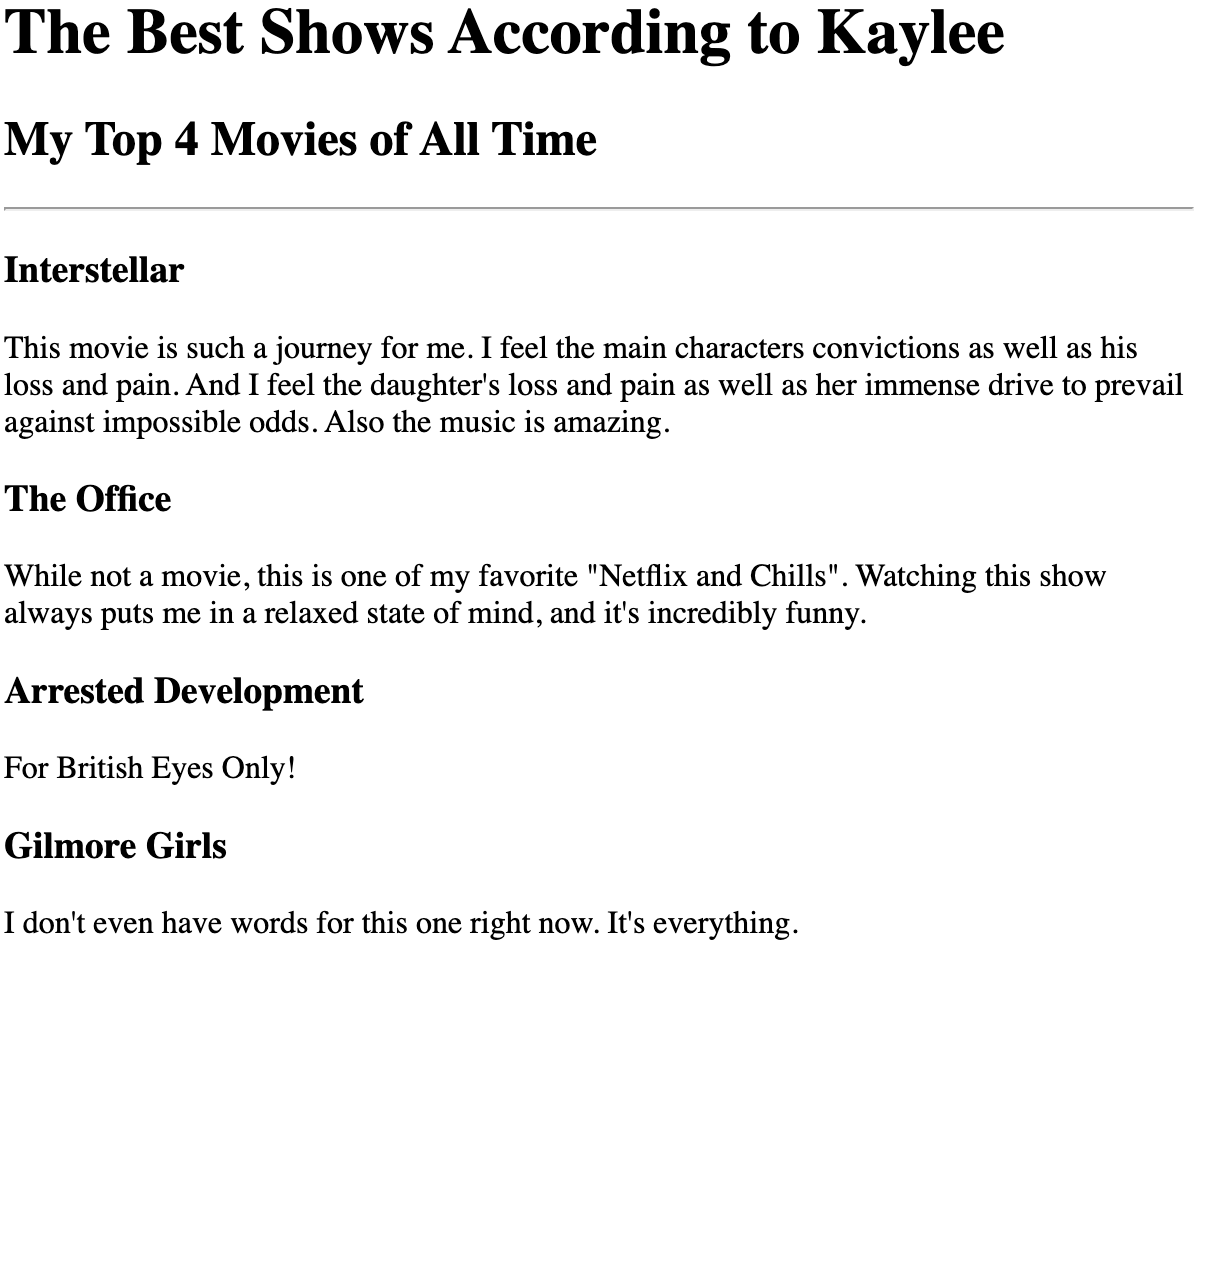 The Best Shows According to Kaylee
My Top 4 Movies of All Time
Interstellar
This movie is such a journey for me. I feel the main characters convictions as well as his
loss and pain. And I feel the daughter's loss and pain as well as her immense drive to prevail
against impossible odds. Also the music is amazing.
The Office
While not a movie, this is one of my favorite "Netflix and Chills". Watching this show
always puts me in a relaxed state of mind, and it's incredibly funny.
Arrested Development
For British Eyes Only!
Gilmore Girls
I don't even have words for this one right now. It's everything.